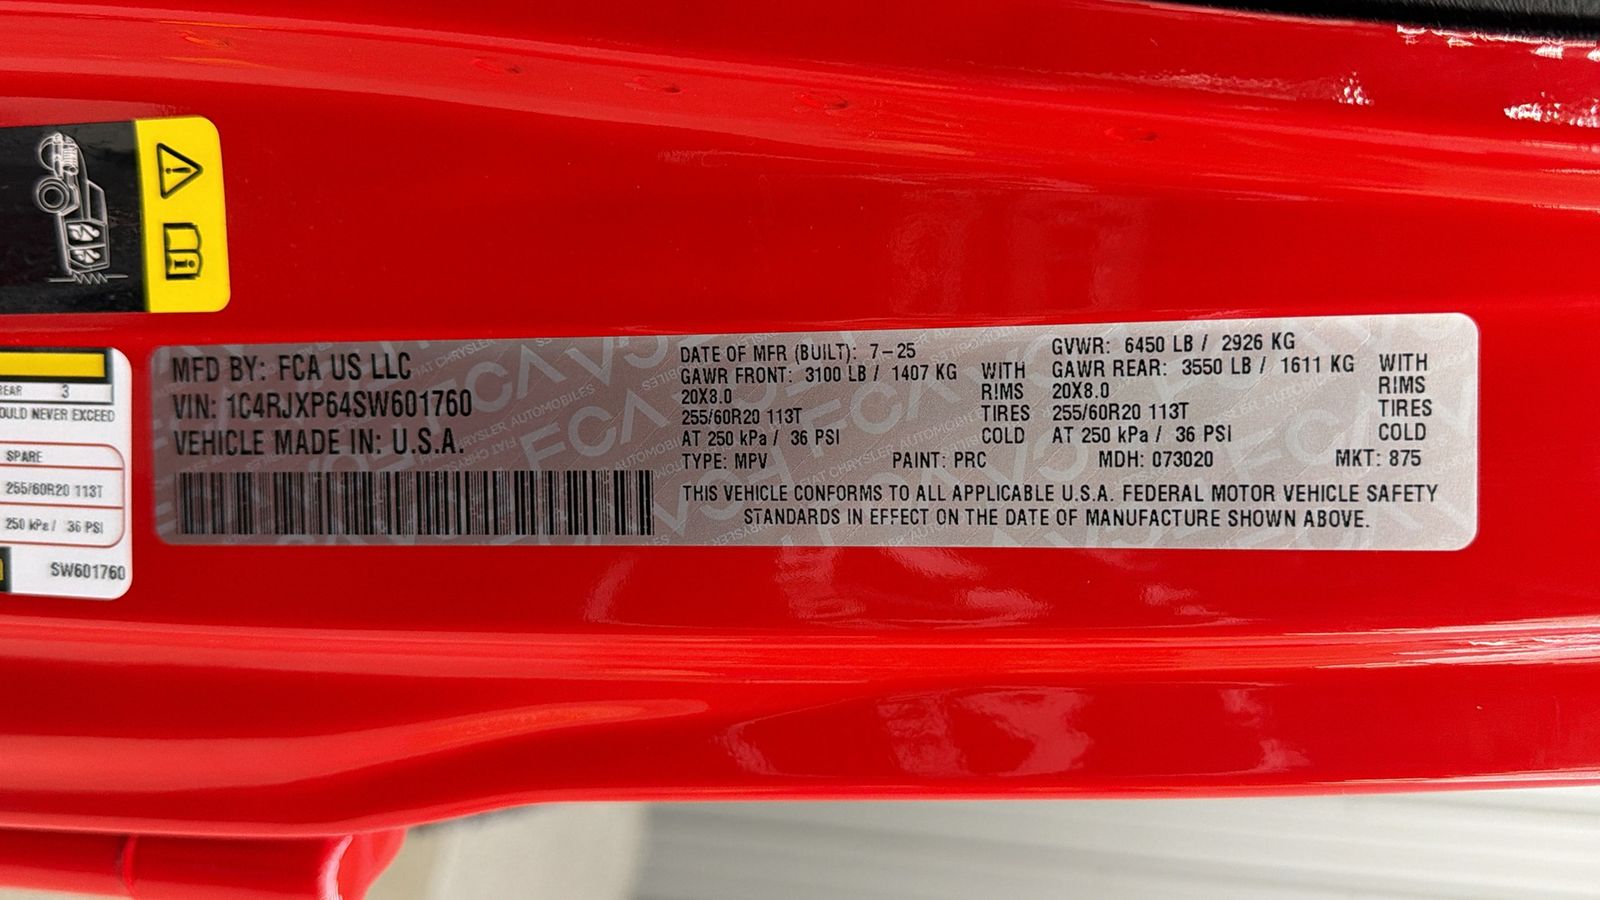 MFD BY: FCA US LLC
VIN: 1C4RJXP64SW601760
VEHICLE MADE IN: U.S.A.
DATE OF MFR (BUILT): 7-25
GAWR FRONT: 3100 LB / 1407 KG WITH
20X8.0 RIMS
255/60R20 113T TIRES
AT 250 kPa / 36 PSI COLD
GVWR: 6450 LB / 2926 KG
GAWR REAR: 3550 LB / 1611 KG WITH
20X8.0 RIMS
255/60R20 113T TIRES
AT 250 kPa / 36 PSI COLD
TYPE: MPV PAINT: PRC MDH: 073020 MKT: 875
THIS VEHICLE CONFORMS TO ALL APPLICABLE U.S.A. FEDERAL MOTOR VEHICLE SAFETY
STANDARDS IN EFFECT ON THE DATE OF MANUFACTURE SHOWN ABOVE.
REAR 3
OULD NEVER EXCEED
SPARE
255/60R20 113T
250 kPa / 36 PSI
SW601760